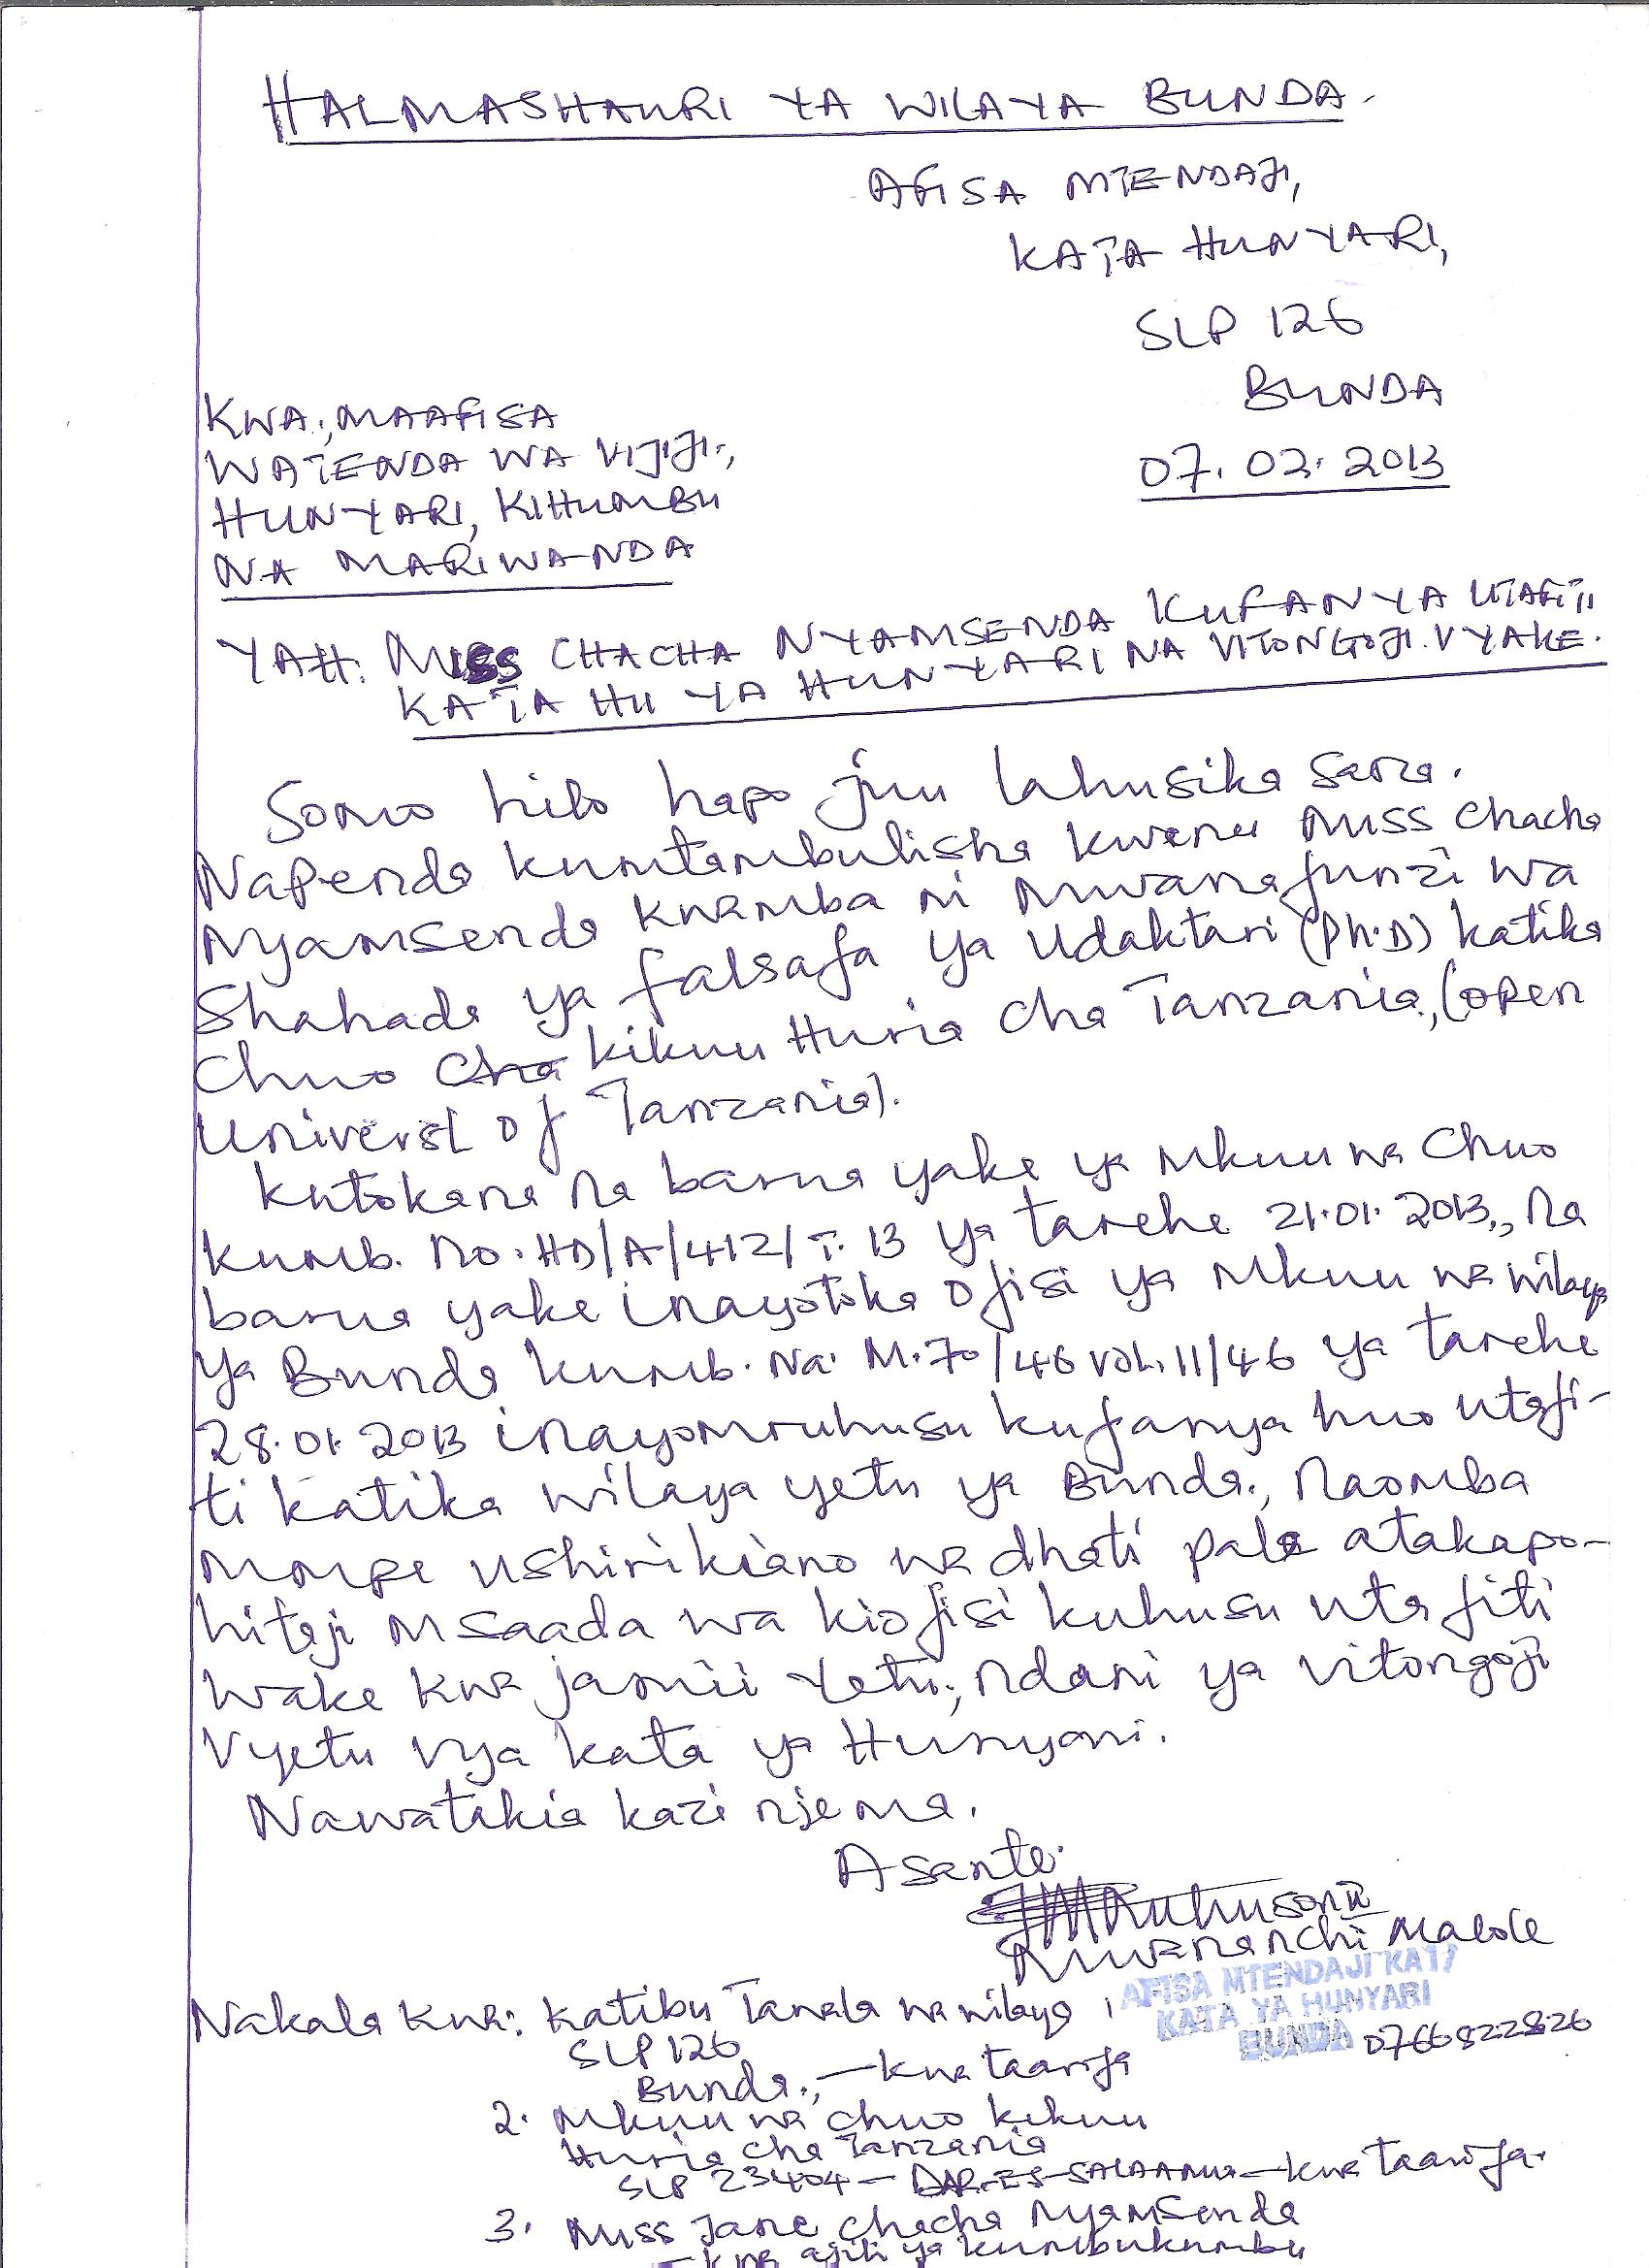 HALMASHAURI YA WILAYA BUNDA.
AFISA MTENDAJI,
KATA HUNYARI,
SLP 126
BUNDA
07.02.2013
KWA; MAAFISA
WATENDA WA VIJIJI;,
HUNYARI, KIHUMBU
NA MARIWANDA
YAH: MISS CHACHA NYAMSENDA KUFANYA UTAFITI
KATA HU YA HUNYARI NA VITONGOJI VYAKE.
Somo hilo hapo juu lahusika sana.
Napenda kumtambulisha kwenu Miss Chacha
Nyamsenda kwamba ni Mwanafunzi wa
Shahada ya falsafa ya Udaktari (Ph.D) katika
Chuo cha kikuu Huria cha Tanzania, (open
Universt of Tanzania).
Kutokana na barua yake ya Mkuu wa Chuo
kumb. No. HD/A/412/T.13 ya tarehe 21.01.2013,, na
barua yake inayotoka ofisi ya Mkuu wa wilaya
ya Bunda kumb. Na. M.70/46 vol.11/46 ya tarehe
28.01.2013 inayomruhusu kufanya huo utafi-
ti katika wilaya yetu ya Bunda., Naomba
mumpe ushirikiano wa dhati pale atakapo-
hitaji msaada wa kiofisi kuhusu utafiti
wake kwa jamii yetu;, ndani ya vitongoji
vyetu vya kata ya Hunyari.
Nawatakia kazi njema.
Asante.
Mwananchi
AFISA MTENDAJI KATA
KATA YA HUNYARI
BUNDA 0766822826
Nakala kwa: Katibu Tawala wa wilaya,
SLP 126
Bunda., - kwa taarifa
2. Mkuu wa chuo kikuu
Huria cha Tanzania
SLP 23404 - DAR-ES-SALAAM - kwa taarifa.
3. Miss Jane Chacha Nyamsenda
- kwa ajili ya kumbukumbu